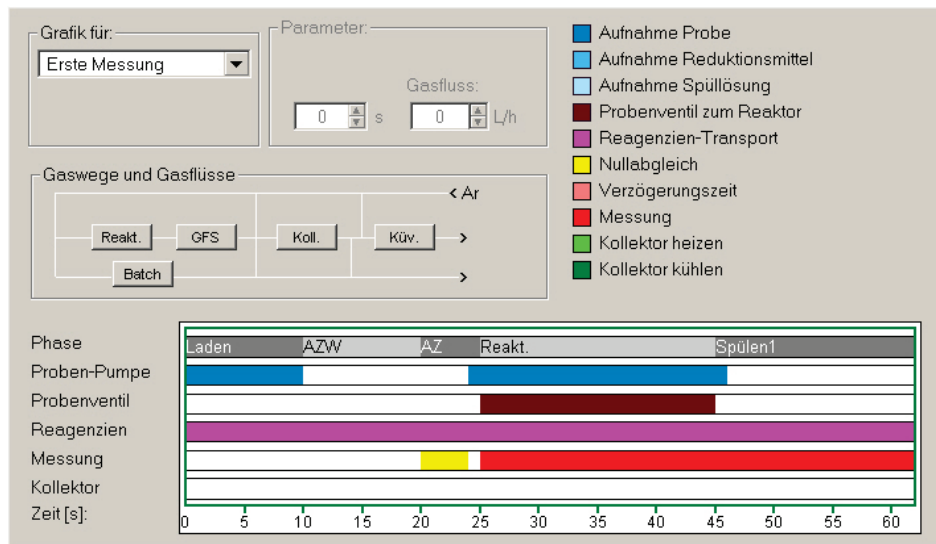 Grafik für:
Erste Messung
Parameter:
Gasfluss:
0 s 0 L/h
Aufnahme Probe
Aufnahme Reduktionsmittel
Aufnahme Spüllösung
Probenventil zum Reaktor
Reagenzien-Transport
Nullabgleich
Verzögerungszeit
Messung
Kollektor heizen
Kollektor kühlen
Gaswege und Gasflüsse
< Ar
Reakt. GFS Koll. Küv. >
Batch >
Phase Laden AZW AZ Reakt. Spülen1
Proben-Pumpe
Probenventil
Reagenzien
Messung
Kollektor
Zeit [s]: 0 5 10 15 20 25 30 35 40 45 50 55 60